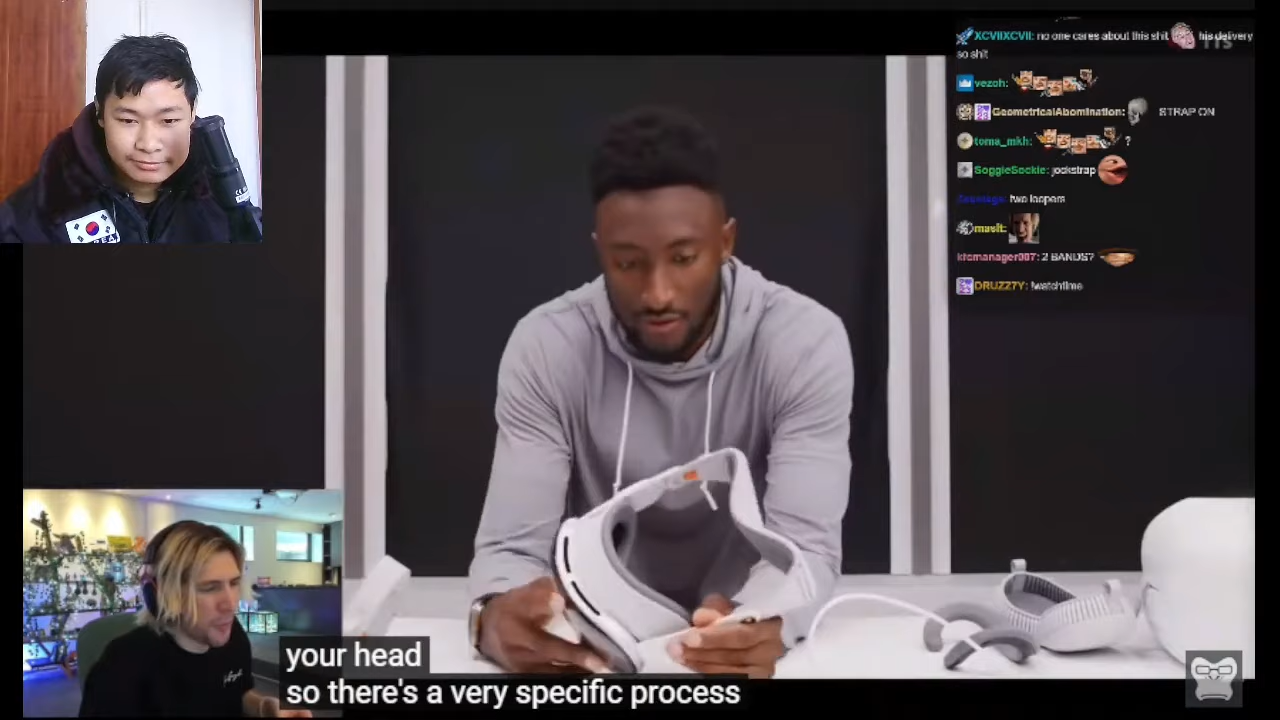 XCVIIXCVII: no one cares about this shit his delivery
so shit
vezoh:
GeometricalAbomination: STRAP ON
toma_mkh: ?
SoggieSockie: jockstrap
two loopers
masit:
kfcmanager007: 2 BANDS?
DRUZZ7Y: !watchtime
your head
so there's a very specific process